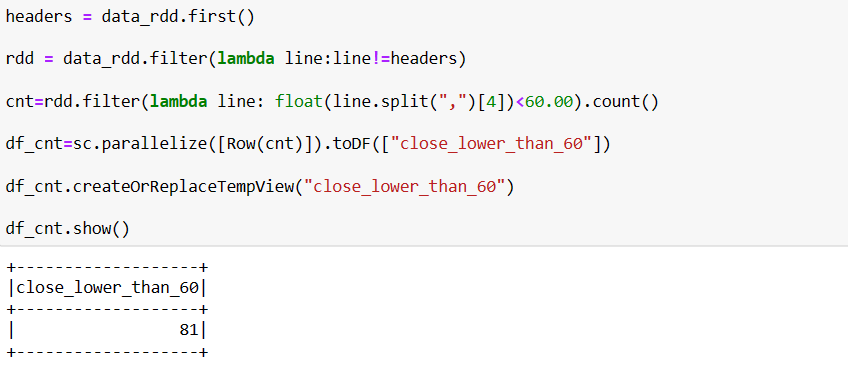 headers = data_rdd.first()
rdd = data_rdd.filter(lambda line:line!=headers)
cnt=rdd.filter(lambda line: float(line.split(",")[4])<60.00).count()
df_cnt=sc.parallelize([Row(cnt)]).toDF(["close_lower_than_60"])
df_cnt.createOrReplaceTempView("close_lower_than_60")
df_cnt.show()
+-------------------+
|close_lower_than_60|
+-------------------+
|                 81|
+-------------------+